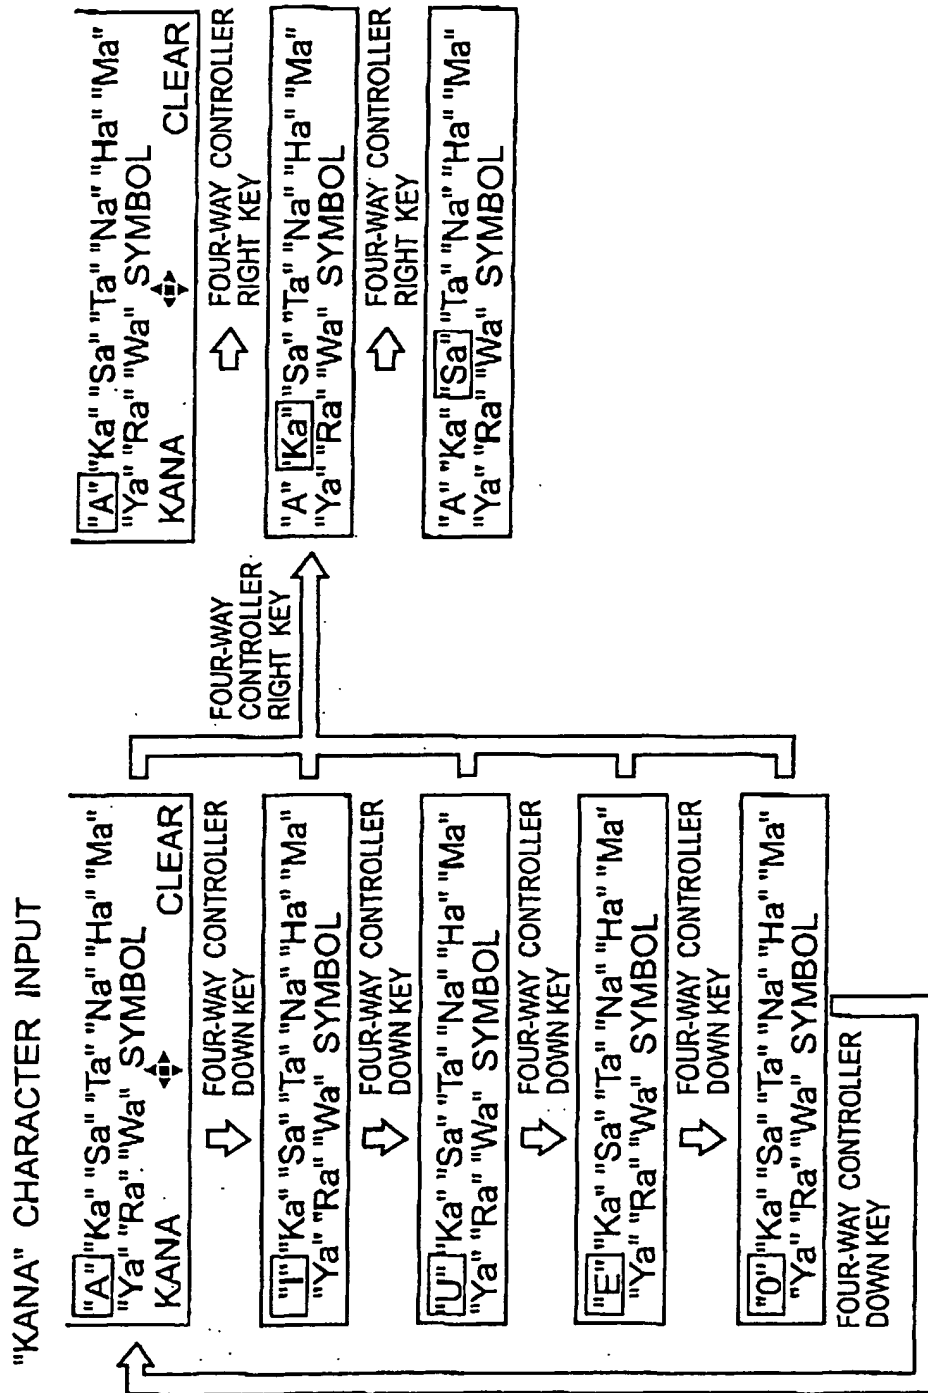 "KANA" CHARACTER INPUT
"A" "Ka" "Sa" "Ta" "Na" "Ha" "Ma"
"Ya" "Ra" "Wa" SYMBOL
KANA CLEAR
FOUR-WAY CONTROLLER
DOWN KEY
"I" "Ka" "Sa" "Ta" "Na" "Ha" "Ma"
"Ya" "Ra" "Wa" SYMBOL
FOUR-WAY CONTROLLER
DOWN KEY
"U" "Ka" "Sa" "Ta" "Na" "Ha" "Ma"
"Ya" "Ra" "Wa" SYMBOL
FOUR-WAY CONTROLLER
DOWN KEY
"E" "Ka" "Sa" "Ta" "Na" "Ha" "Ma"
"Ya" "Ra" "Wa" SYMBOL
FOUR-WAY CONTROLLER
DOWN KEY
"O" "Ka" "Sa" "Ta" "Na" "Ha" "Ma"
"Ya" "Ra" "Wa" SYMBOL
FOUR-WAY CONTROLLER
DOWN KEY
FOUR-WAY
CONTROLLER
RIGHT KEY
"A" "Ka" "Sa" "Ta" "Na" "Ha" "Ma"
"Ya" "Ra" "Wa" SYMBOL
KANA CLEAR
FOUR-WAY CONTROLLER
RIGHT KEY
"A" "Ka" "Sa" "Ta" "Na" "Ha" "Ma"
"Ya" "Ra" "Wa" SYMBOL
FOUR-WAY CONTROLLER
RIGHT KEY
"A" "Ka" "Sa" "Ta" "Na" "Ha" "Ma"
"Ya" "Ra" "Wa" SYMBOL